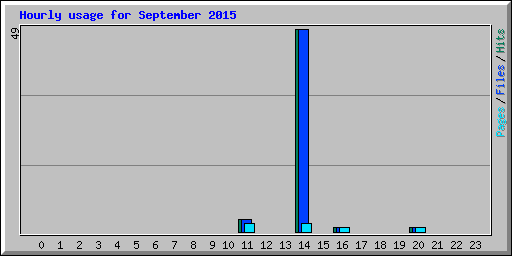 Hourly usage for September 2015
49
Pages/Files/Hits
0 1 2 3 4 5 6 7 8 9 10 11 12 13 14 15 16 17 18 19 20 21 22 23